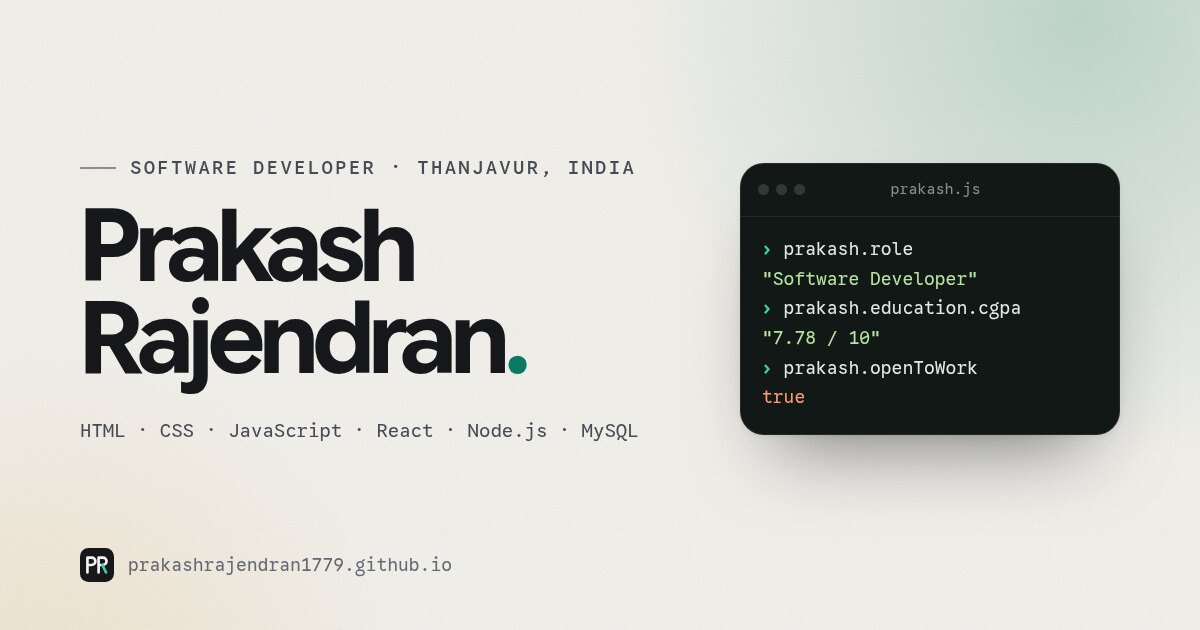 SOFTWARE DEVELOPER · THANJAVUR, INDIA
Prakash
Rajendran.
HTML · CSS · JavaScript · React · Node.js · MySQL
PR prakashrajendran1779.github.io
prakash.js
› prakash.role
"Software Developer"
› prakash.education.cgpa
"7.78 / 10"
› prakash.openToWork
true